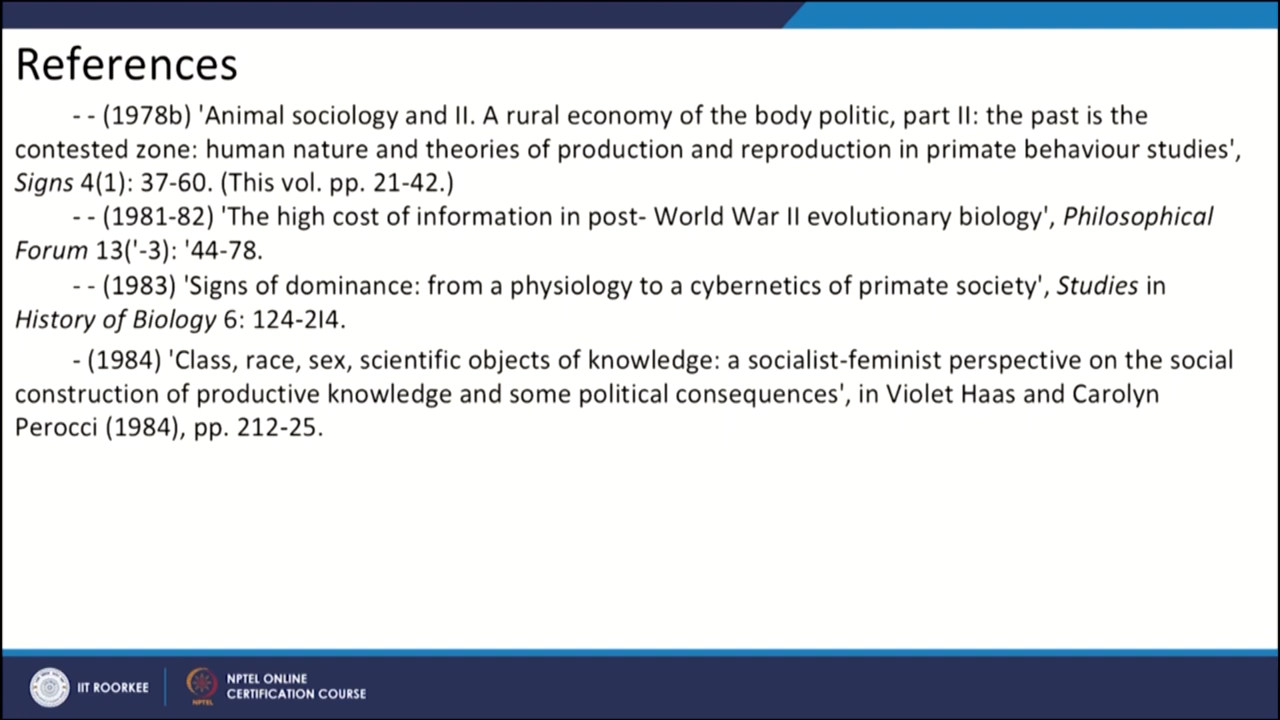 References
- - (1978b) 'Animal sociology and II. A rural economy of the body politic, part II: the past is the
contested zone: human nature and theories of production and reproduction in primate behaviour studies',
Signs 4(1): 37-60. (This vol. pp. 21-42.)
- - (1981-82) 'The high cost of information in post- World War II evolutionary biology', Philosophical
Forum 13('-3): '44-78.
- - (1983) 'Signs of dominance: from a physiology to a cybernetics of primate society', Studies in
History of Biology 6: 124-2I4.
- (1984) 'Class, race, sex, scientific objects of knowledge: a socialist-feminist perspective on the social
construction of productive knowledge and some political consequences', in Violet Haas and Carolyn
Perocci (1984), pp. 212-25.
IIT ROORKEE
NPTEL
NPTEL ONLINE
CERTIFICATION COURSE